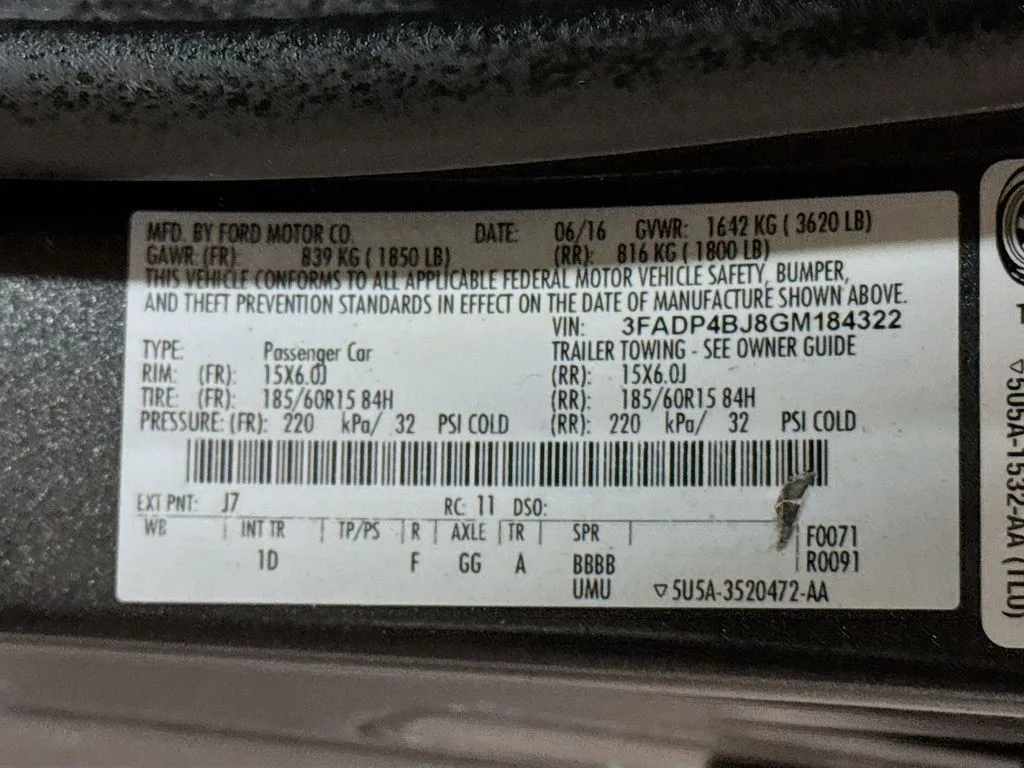 MFD. BY FORD MOTOR CO. DATE: 06/16 GVWR: 1642 KG ( 3620 LB)
GAWR: (FR): 839 KG ( 1850 LB) (RR): 816 KG ( 1800 LB)
THIS VEHICLE CONFORMS TO ALL APPLICABLE FEDERAL MOTOR VEHICLE SAFETY, BUMPER,
AND THEFT PREVENTION STANDARDS IN EFFECT ON THE DATE OF MANUFACTURE SHOWN ABOVE.
VIN: 3FADP4BJ8GM184322
TYPE: Passenger Car TRAILER TOWING - SEE OWNER GUIDE
RIM: (FR): 15X6.0J (RR): 15X6.0J
TIRE: (FR): 185/60R15 84H (RR): 185/60R15 84H
PRESSURE: (FR): 220 kPa/ 32 PSI COLD (RR): 220 kPa/ 32 PSI COLD
EXT PNT: J7 RC: 11 DSO:
WB INT TR TP/PS R AXLE TR SPR F0071
1D F GG A BBBB R0091
UMU ▽5U5A-3520472-AA
▽5U5A-1532-AA (TL0)